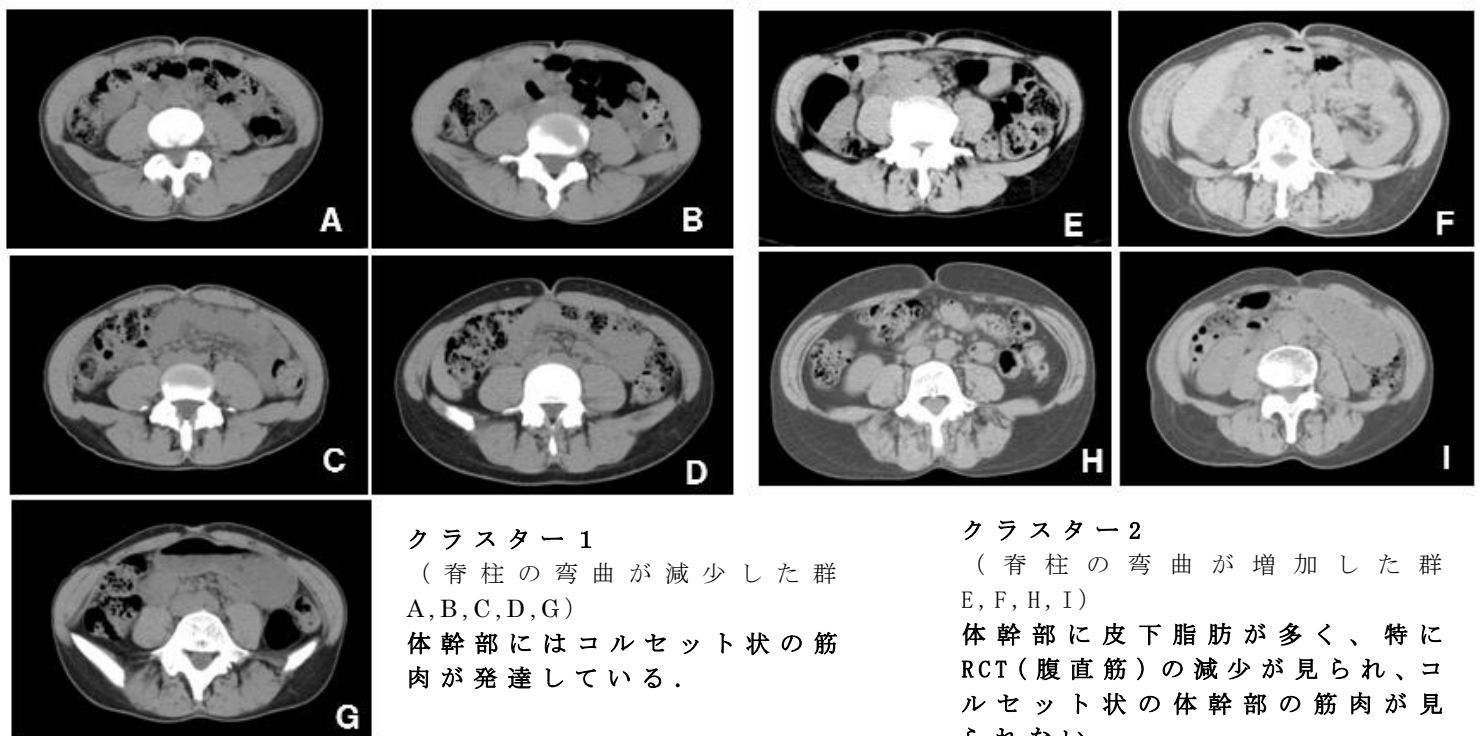 A
B
E
F
C
D
H
I
G
クラスター1
(脊柱の弯曲が減少した群
A,B,C,D,G)
体幹部にはコルセット状の筋
肉が発達している.
クラスター2
(脊柱の弯曲が増加した群
E,F,H,I)
体幹部に皮下脂肪が多く、特に
RCT(腹直筋)の減少が見られ、コ
ルセット状の体幹部の筋肉が見